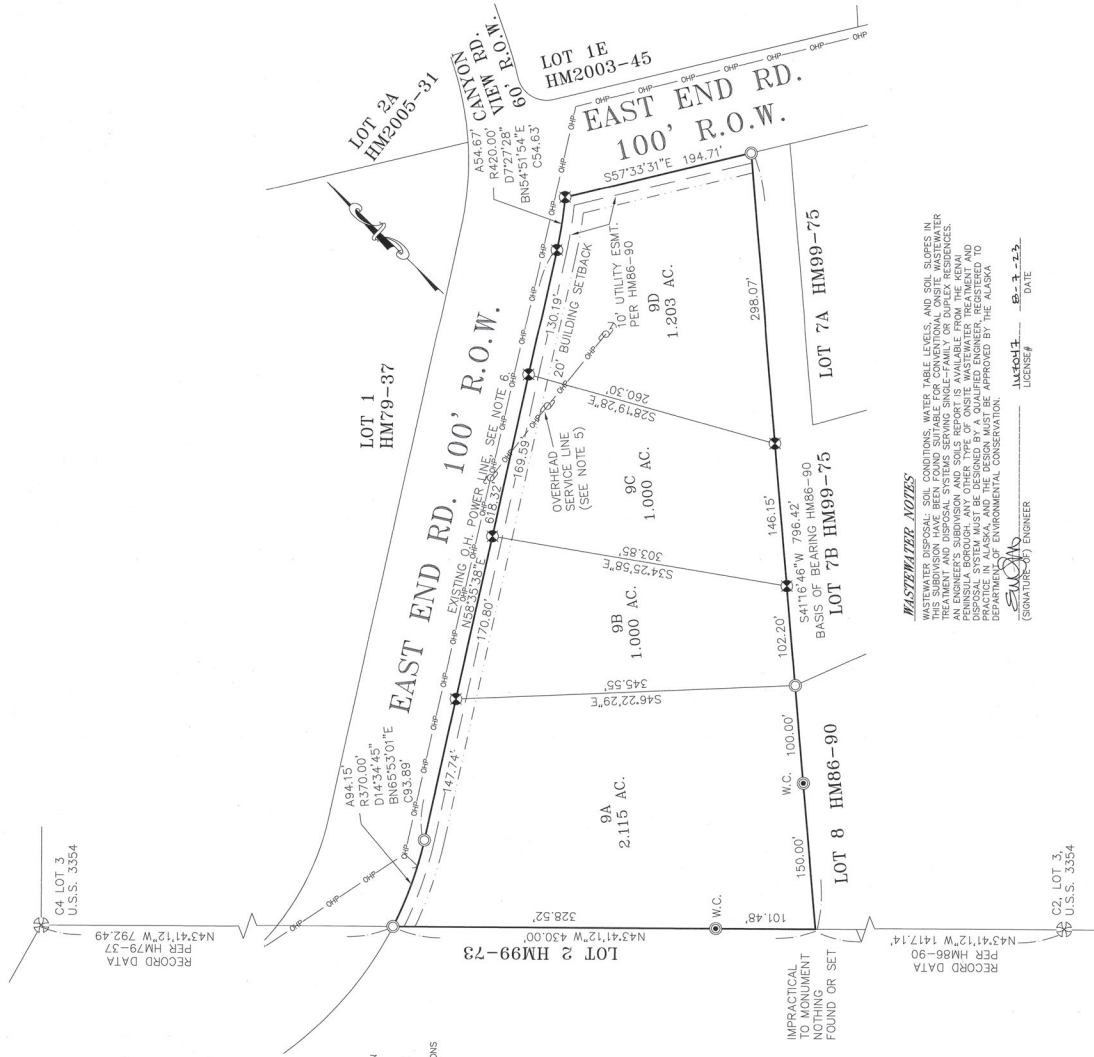 LOT 2A
HM2005-31
CANYON
VIEW RD.
60' R.O.W.
LOT 1E
HM2003-45
A54.67'
R420.00'
D7°27'28"
BN54°51'54"E
C54.63'
EAST END RD.
100' R.O.W.
OHP OHP OHP OHP OHP OHP
S57°33'31"E 194.71'
LOT 1
HM79-37
EAST END RD. 100' R.O.W.
EXISTING O.H. POWER LINE, SEE NOTE 6.
N58°35'38"E 618.32'
130.19'
20' BUILDING SETBACK
10' UTILITY ESMT.
PER HM86-90
9D
1.203 AC.
298.07'
LOT 7A HM99-75
S28°19'28"E
260.30'
169.59'
OVERHEAD
SERVICE LINE
(SEE NOTE 5)
9C
1.000 AC.
146.15'
S34°25'58"E
303.85'
170.80'
9B
1.000 AC.
102.20'
S41°16'46"W 796.42'
BASIS OF BEARING HM86-90
LOT 7B HM99-75
S46°22'29"E
345.55'
147.74'
A94.15'
R370.00'
D14°34'45"
BN65°53'01"E
C93.89'
9A
2.115 AC.
100.00'
W.C.
150.00'
LOT 8 HM86-90
C4 LOT 3
U.S.S. 3354
RECORD DATA
PER HM79-37
N43°41'12"W 792.49
328.52'
N43°41'12"W 430.00'
LOT 2 HM99-73
W.C.
101.48'
IMPRACTICAL
TO MONUMENT
NOTHING
FOUND OR SET
RECORD DATA
PER HM86-90
N43°41'12"W 1417.14'
C2, LOT 3,
U.S.S. 3354
WASTEWATER NOTES
WASTEWATER DISPOSAL: SOIL CONDITIONS, WATER TABLE LEVELS, AND SOIL SLOPES IN
THIS SUBDIVISION HAVE BEEN FOUND SUITABLE FOR CONVENTIONAL ONSITE WASTEWATER
TREATMENT AND DISPOSAL SYSTEMS SERVING SINGLE-FAMILY OR DUPLEX RESIDENCES.
AN ENGINEER'S SUBDIVISION AND SOILS REPORT IS AVAILABLE FROM THE KENAI
PENINSULA BOROUGH. ANY OTHER TYPE OF ONSITE WASTEWATER TREATMENT AND
DISPOSAL SYSTEM MUST BE DESIGNED BY A QUALIFIED ENGINEER, REGISTERED TO
PRACTICE IN ALASKA, AND THE DESIGN MUST BE APPROVED BY THE ALASKA
DEPARTMENT OF ENVIRONMENTAL CONSERVATION.
(SIGNATURE OF) ENGINEER
LICENSE#
8-7-23
DATE
ONS